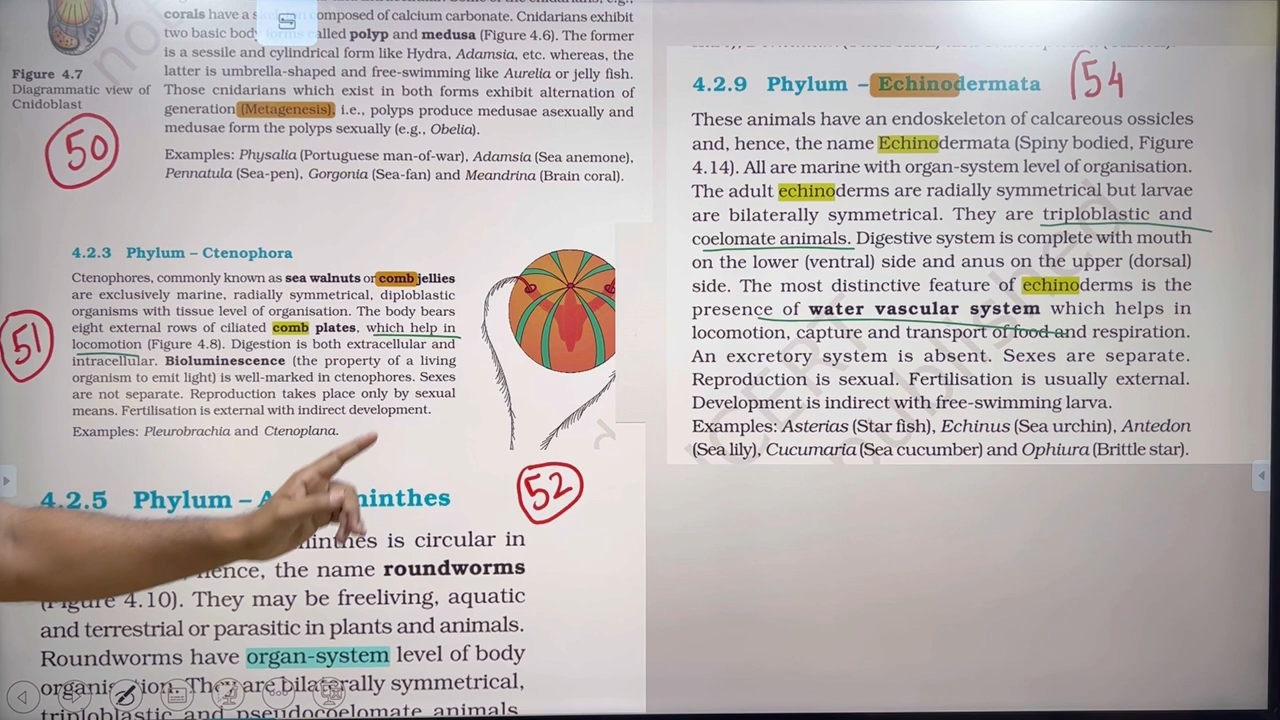 corals have a composed of calcium carbonate. Cnidarians exhibit
two basic body forms called polyp and medusa (Figure 4.6). The former
is a sessile and cylindrical form like Hydra, Adamsia, etc. whereas, the
latter is umbrella-shaped and free-swimming like Aurelia or jelly fish.
Those cnidarians which exist in both forms exhibit alternation of
generation (Metagenesis), i.e., polyps produce medusae asexually and
medusae form the polyps sexually (e.g., Obelia).
Examples: Physalia (Portuguese man-of-war), Adamsia (Sea anemone),
Pennatula (Sea-pen), Gorgonia (Sea-fan) and Meandrina (Brain coral).
Figure 4.7
Diagrammatic view of
Cnidoblast
50
4.2.3 Phylum – Ctenophora
Ctenophores, commonly known as sea walnuts or comb jellies
are exclusively marine, radially symmetrical, diploblastic
organisms with tissue level of organisation. The body bears
eight external rows of ciliated comb plates, which help in
locomotion (Figure 4.8). Digestion is both extracellular and
intracellular. Bioluminescence (the property of a living
organism to emit light) is well-marked in ctenophores. Sexes
are not separate. Reproduction takes place only by sexual
means. Fertilisation is external with indirect development.
Examples: Pleurobrachia and Ctenoplana.
51
52
4.2.5 Phylum –
is circular in
hence, the name roundworms
(Figure 4.10). They may be freeliving, aquatic
and terrestrial or parasitic in plants and animals.
Roundworms have organ-system level of body
They are bilaterally symmetrical,
triploblastic and pseudocoelomate animals.
4.2.9 Phylum – Echinodermata
54
These animals have an endoskeleton of calcareous ossicles
and, hence, the name Echinodermata (Spiny bodied, Figure
4.14). All are marine with organ-system level of organisation.
The adult echinoderms are radially symmetrical but larvae
are bilaterally symmetrical. They are triploblastic and
coelomate animals. Digestive system is complete with mouth
on the lower (ventral) side and anus on the upper (dorsal)
side. The most distinctive feature of echinoderms is the
presence of water vascular system which helps in
locomotion, capture and transport of food and respiration.
An excretory system is absent. Sexes are separate.
Reproduction is sexual. Fertilisation is usually external.
Development is indirect with free-swimming larva.
Examples: Asterias (Star fish), Echinus (Sea urchin), Antedon
(Sea lily), Cucumaria (Sea cucumber) and Ophiura (Brittle star).